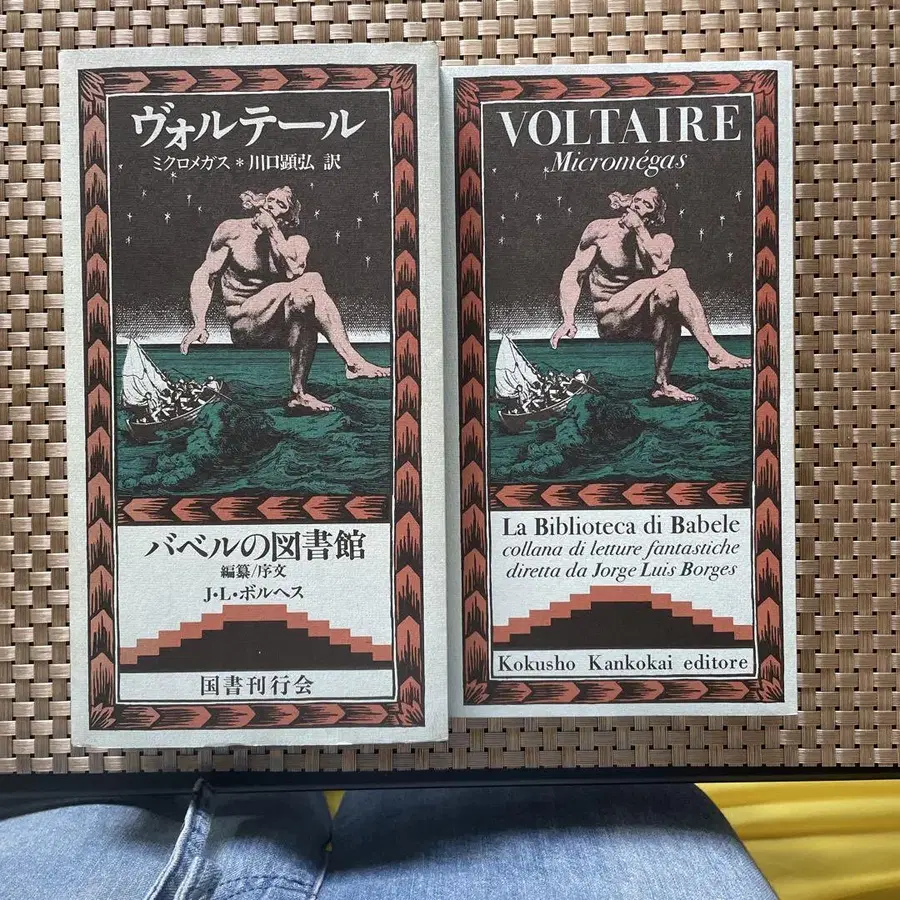 ヴォルテール
ミクロメガス*川口顕弘 訳
バベルの図書館
編纂/序文
J・L・ボルヘス
国書刊行会
VOLTAIRE
Micromégas
La Biblioteca di Babele
collana di letture fantastiche
diretta da Jorge Luis Borges
Kokusho Kankokai editore